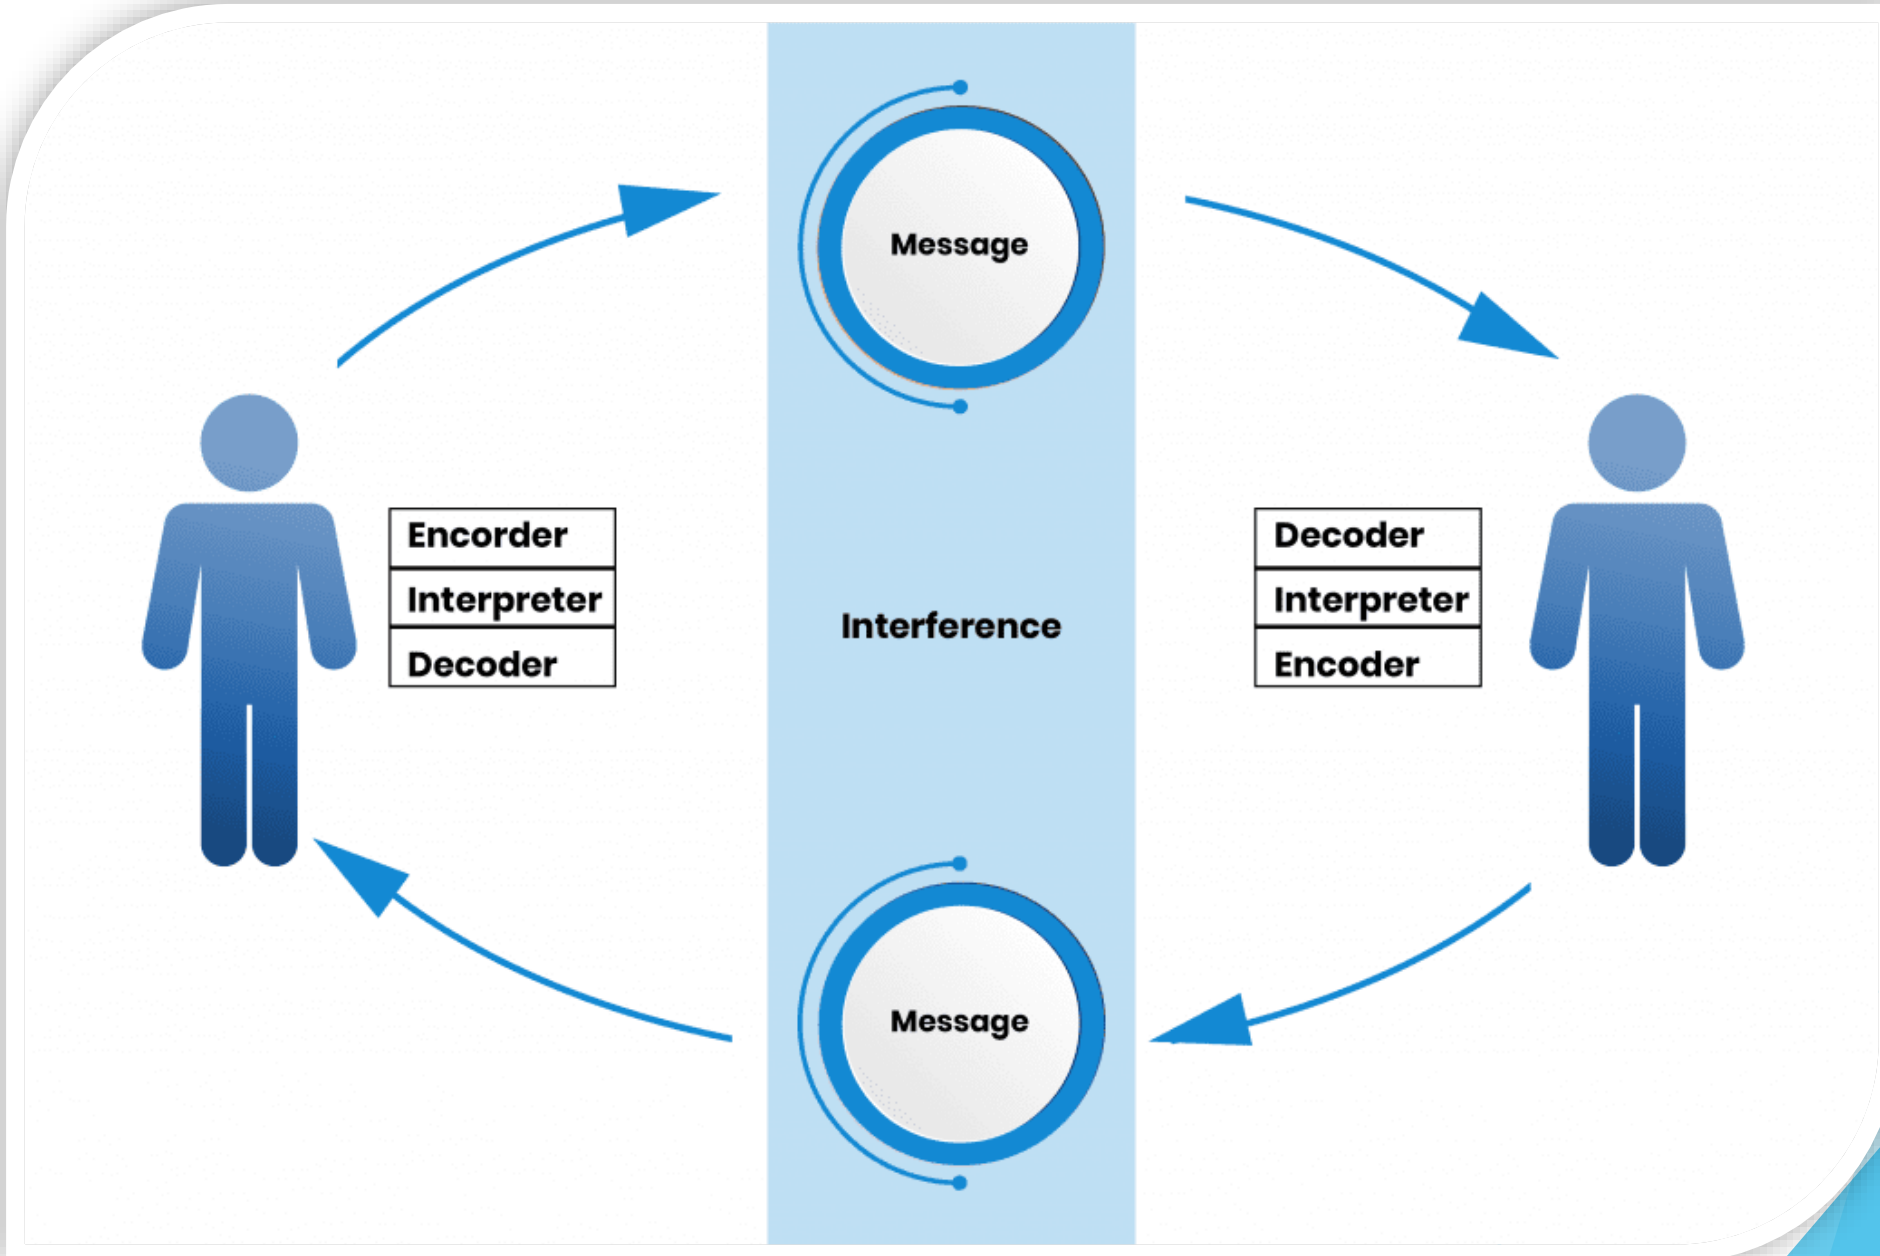 Message
Encorder
Interpreter
Decoder
Interference
Decoder
Interpreter
Encoder
Message